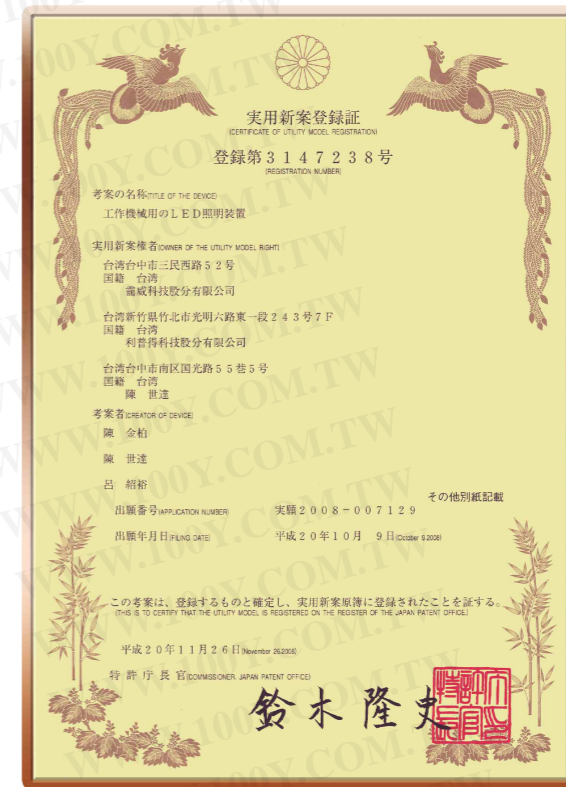 実用新案登録証
(CERTIFICATE OF UTILITY MODEL REGISTRATION)
登録第3147238号
(REGISTRATION NUMBER)
考案の名称(TITLE OF THE DEVICE)
工作機械用のLED照明装置
実用新案権者(OWNER OF THE UTILITY MODEL RIGHT)
台湾台中市三民西路52号
国籍 台湾
威科技股分有限公司
台湾新竹県竹北市光明六路東一段243号7F
国籍 台湾
利普得科技股分有限公司
台湾台中市南区国光路55巷5号
国籍 台湾
陳 世達
考案者(CREATOR OF DEVICE)
陳 金柏
陳 世達
呂 紹裕
その他別紙記載
出願番号(APPLICATION NUMBER) 実願2008-007129
出願年月日(FILING DATE) 平成20年10月 9日(October 9,2008)
この考案は、登録するものと確定し、実用新案原簿に登録されたことを証する。
(THIS IS TO CERTIFY THAT THE UTILITY MODEL IS REGISTERED ON THE REGISTER OF THE JAPAN PATENT OFFICE.)
平成20年11月26日(November 26,2008)
特許庁長官(COMMISSIONER, JAPAN PATENT OFFICE)
鈴木隆史
WWW.100Y.COM.TW